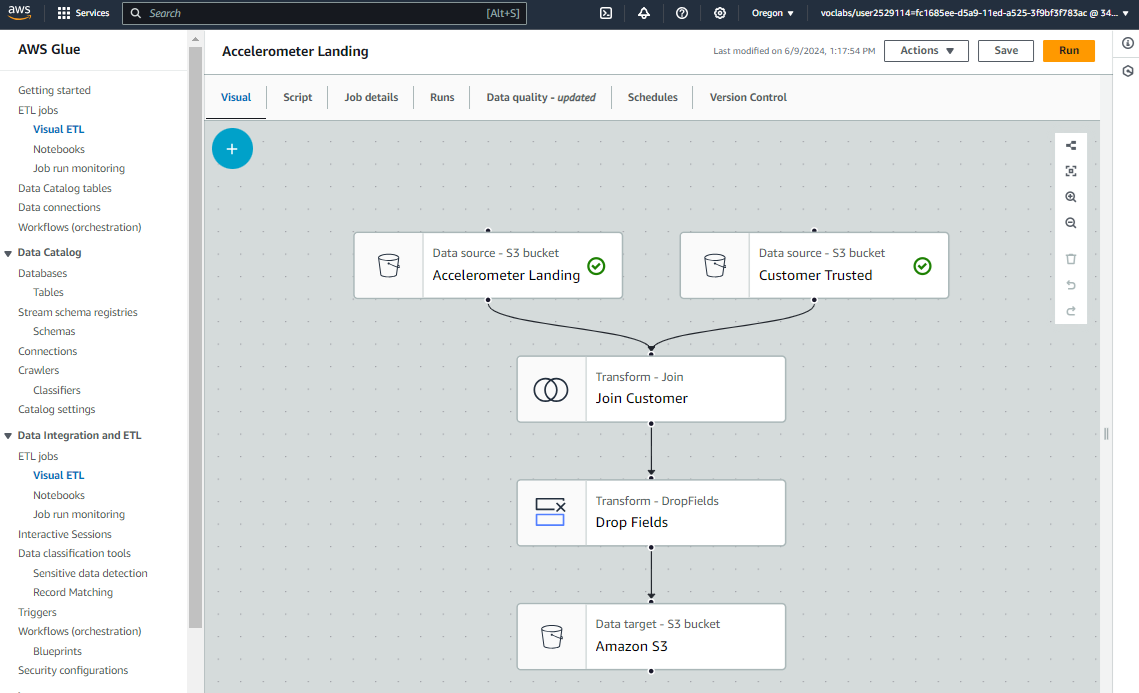 aws
Services
Search
[Alt+S]
Oregon ▼
voclabs/user2529114=fc1685ee-d5a9-11ed-a525-3f9bf3f783ac @ 34... ▼
AWS Glue
Getting started
ETL jobs
Visual ETL
Notebooks
Job run monitoring
Data Catalog tables
Data connections
Workflows (orchestration)
Data Catalog
Databases
Tables
Stream schema registries
Schemas
Connections
Crawlers
Classifiers
Catalog settings
Data Integration and ETL
ETL jobs
Visual ETL
Notebooks
Job run monitoring
Interactive Sessions
Data classification tools
Sensitive data detection
Record Matching
Triggers
Workflows (orchestration)
Blueprints
Security configurations
Accelerometer Landing
Last modified on 6/9/2024, 1:17:54 PM
Actions ▼
Save
Run
Visual
Script
Job details
Runs
Data quality - updated
Schedules
Version Control
Data source - S3 bucket
Accelerometer Landing
Data source - S3 bucket
Customer Trusted
Transform - Join
Join Customer
Transform - DropFields
Drop Fields
Data target - S3 bucket
Amazon S3